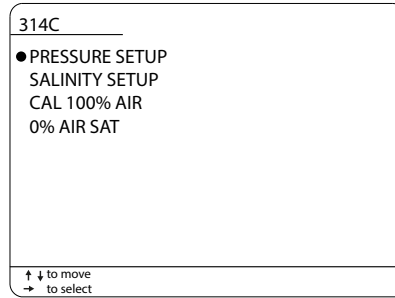 314C
● PRESSURE SETUP
SALINITY SETUP
CAL 100% AIR
0% AIR SAT
↑ ↓ to move
→ to select